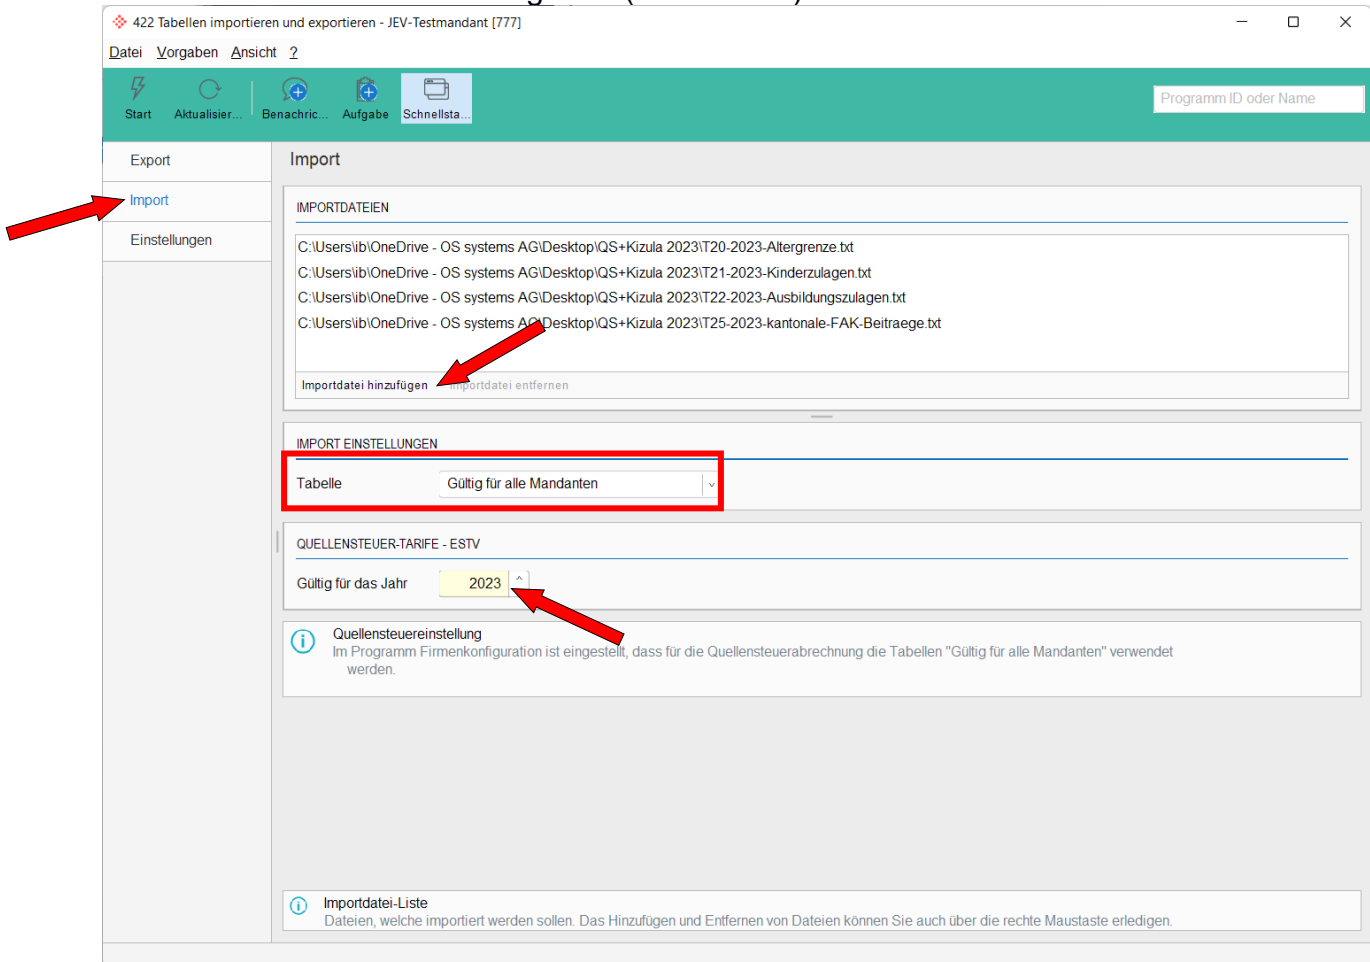 422 Tabellen importieren und exportieren - JEV-Testmandant [777]
Datei Vorgaben Ansicht ?
Start Aktualisier... Benachric... Aufgabe Schnellsta... Programm ID oder Name
Export
Import
Einstellungen
Import
IMPORTDATEIEN
C:\Users\ib\OneDrive - OS systems AG\Desktop\QS+Kizula 2023\T20-2023-Altergrenze.txt
C:\Users\ib\OneDrive - OS systems AG\Desktop\QS+Kizula 2023\T21-2023-Kinderzulagen.txt
C:\Users\ib\OneDrive - OS systems AG\Desktop\QS+Kizula 2023\T22-2023-Ausbildungszulagen.txt
C:\Users\ib\OneDrive - OS systems AG\Desktop\QS+Kizula 2023\T25-2023-kantonale-FAK-Beitraege.txt
Importdatei hinzufügen Importdatei entfernen
IMPORT EINSTELLUNGEN
Tabelle Gültig für alle Mandanten
QUELLENSTEUER-TARIFE - ESTV
Gültig für das Jahr 2023
Quellensteuereinstellung
Im Programm Firmenkonfiguration ist eingestellt, dass für die Quellensteuerabrechnung die Tabellen "Gültig für alle Mandanten" verwendet
werden.
Importdatei-Liste
Dateien, welche importiert werden sollen. Das Hinzufügen und Entfernen von Dateien können Sie auch über die rechte Maustaste erledigen.